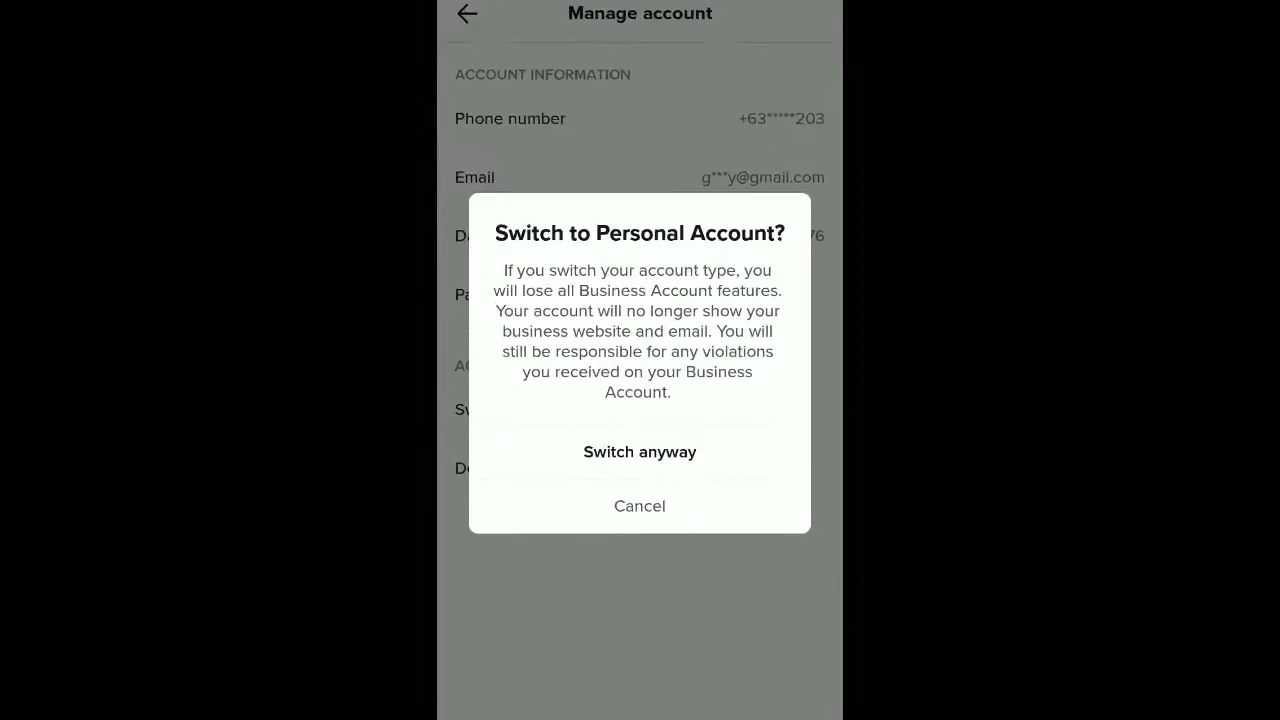 Manage account
ACCOUNT INFORMATION
Phone number +63*****203
Email g***y@gmail.com
Switch to Personal Account?
If you switch your account type, you
will lose all Business Account features.
Your account will no longer show your
business website and email. You will
still be responsible for any violations
you received on your Business
Account.
Switch anyway
Cancel